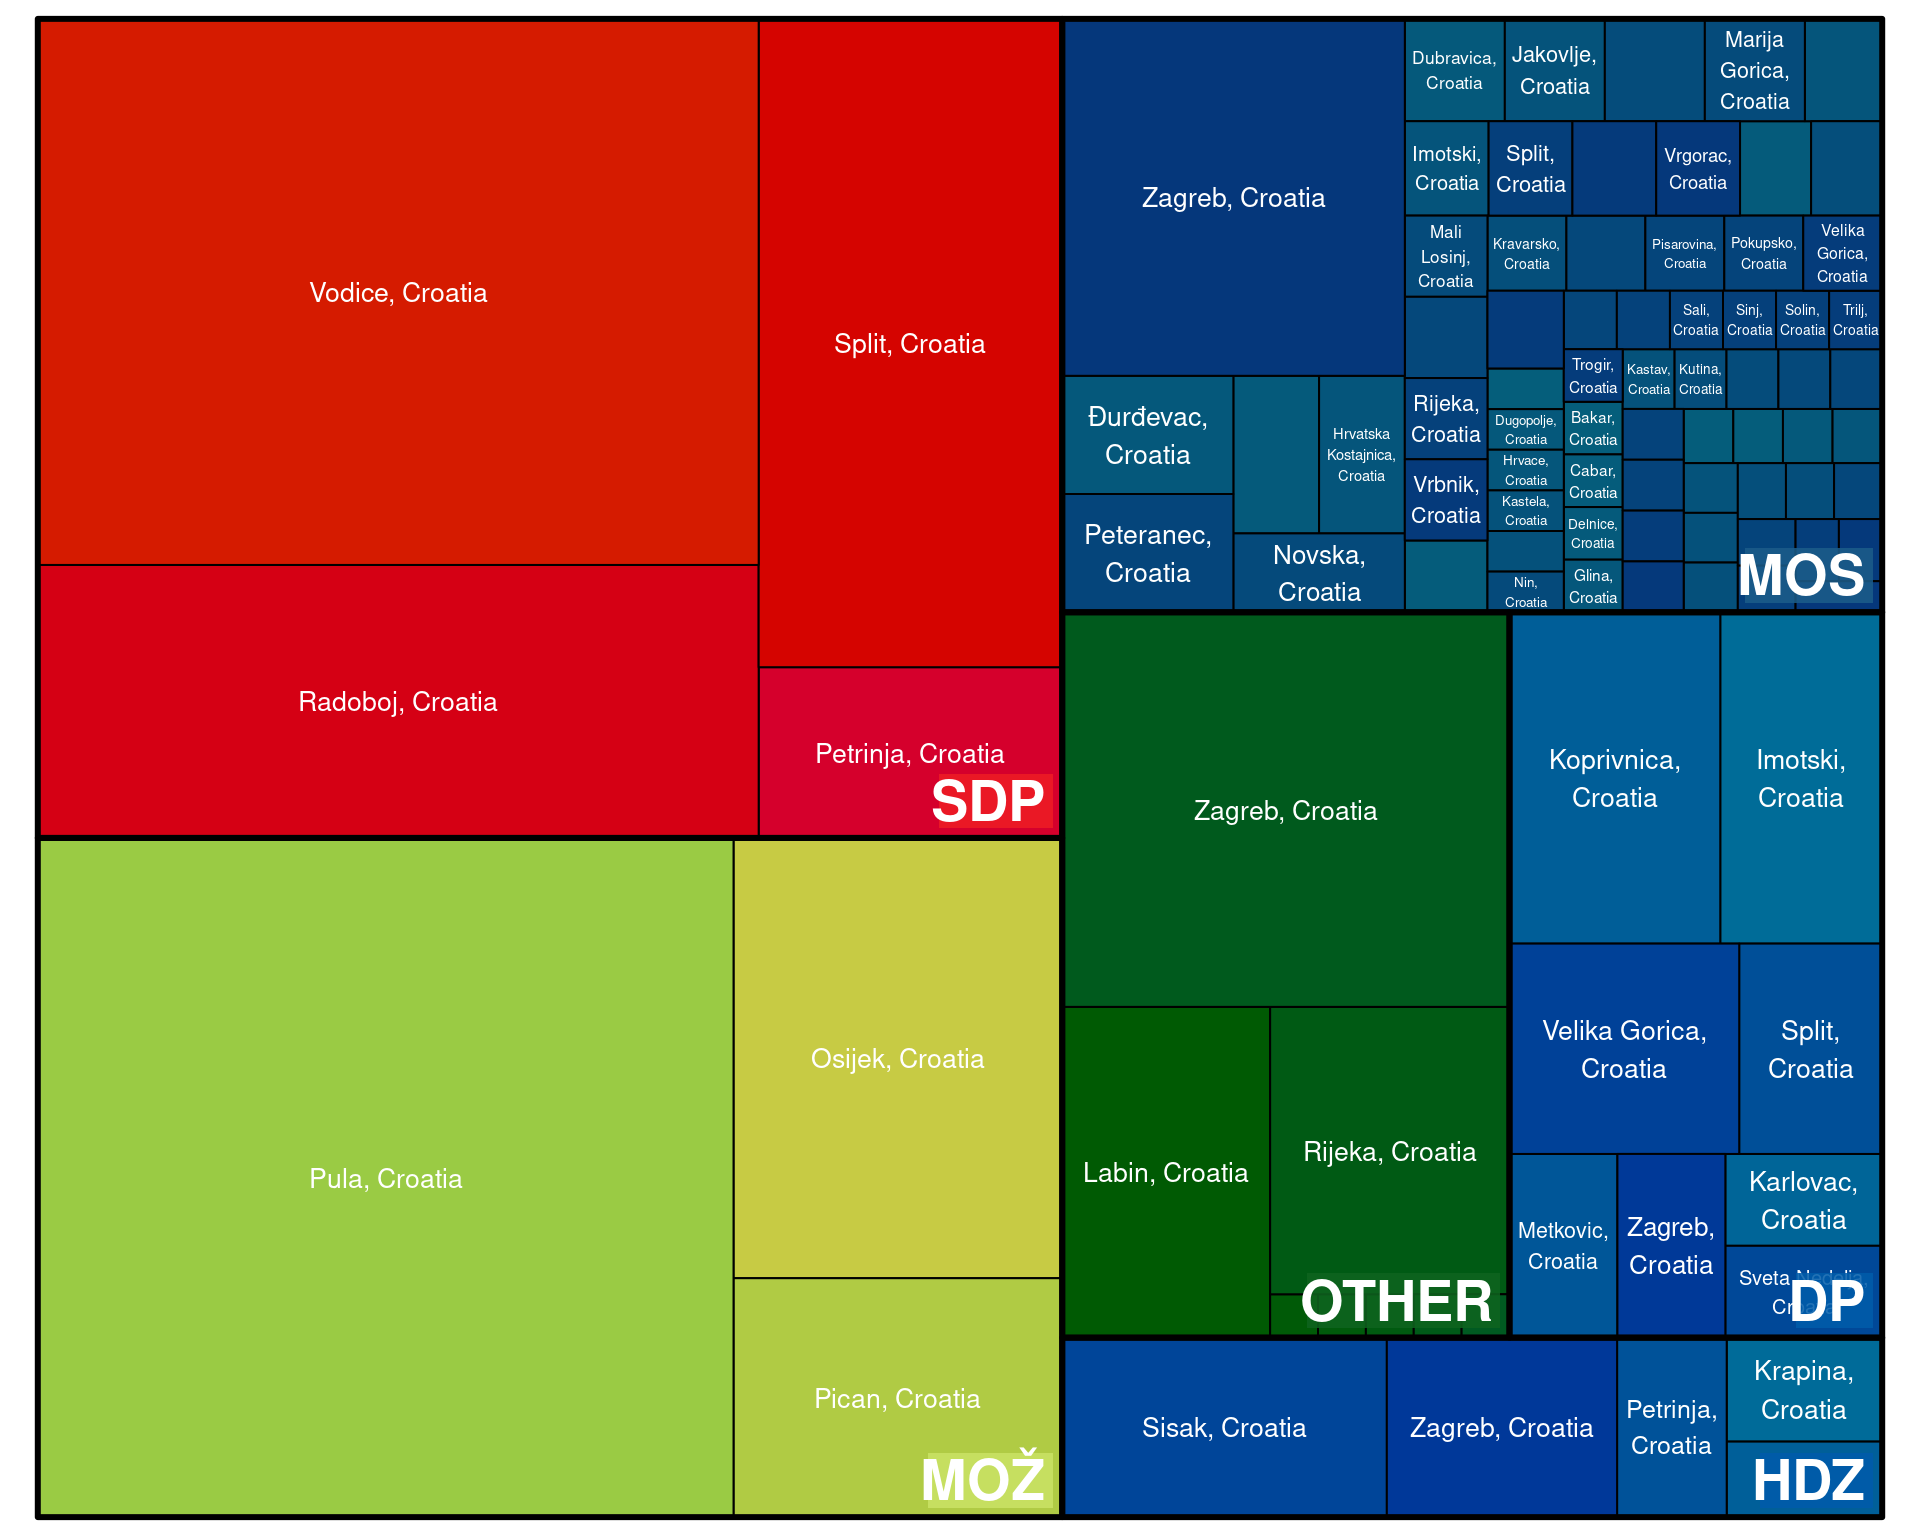 Vodice, Croatia
Split, Croatia
Radoboj, Croatia
Petrinja, Croatia
SDP
Pula, Croatia
Osijek, Croatia
Pican, Croatia
MOŽ
Zagreb, Croatia
Đurđevac,
Croatia
Peteranec,
Croatia
Hrvatska
Kostajnica,
Croatia
Novska,
Croatia
Dubravica,
Croatia
Jakovlje,
Croatia
Marija
Gorica,
Croatia
Imotski,
Croatia
Split,
Croatia
Vrgorac,
Croatia
Mali
Losinj,
Croatia
Kravarsko,
Croatia
Pisarovina,
Croatia
Pokupsko,
Croatia
Velika
Gorica,
Croatia
Sali,
Croatia
Sinj,
Croatia
Solin,
Croatia
Trilj,
Croatia
Rijeka,
Croatia
Trogir,
Croatia
Kastav,
Croatia
Kutina,
Croatia
Dugopolje,
Croatia
Bakar,
Croatia
Vrbnik,
Croatia
Hrvace,
Croatia
Cabar,
Croatia
Kastela,
Croatia
Delnice,
Croatia
Nin,
Croatia
Glina,
Croatia
MOS
Zagreb, Croatia
Labin, Croatia
Rijeka, Croatia
OTHER
Koprivnica,
Croatia
Imotski,
Croatia
Velika Gorica,
Croatia
Split,
Croatia
Metkovic,
Croatia
Zagreb,
Croatia
Karlovac,
Croatia
Sveta Nedelja,
Croatia
DP
Sisak, Croatia
Zagreb, Croatia
Petrinja,
Croatia
Krapina,
Croatia
HDZ